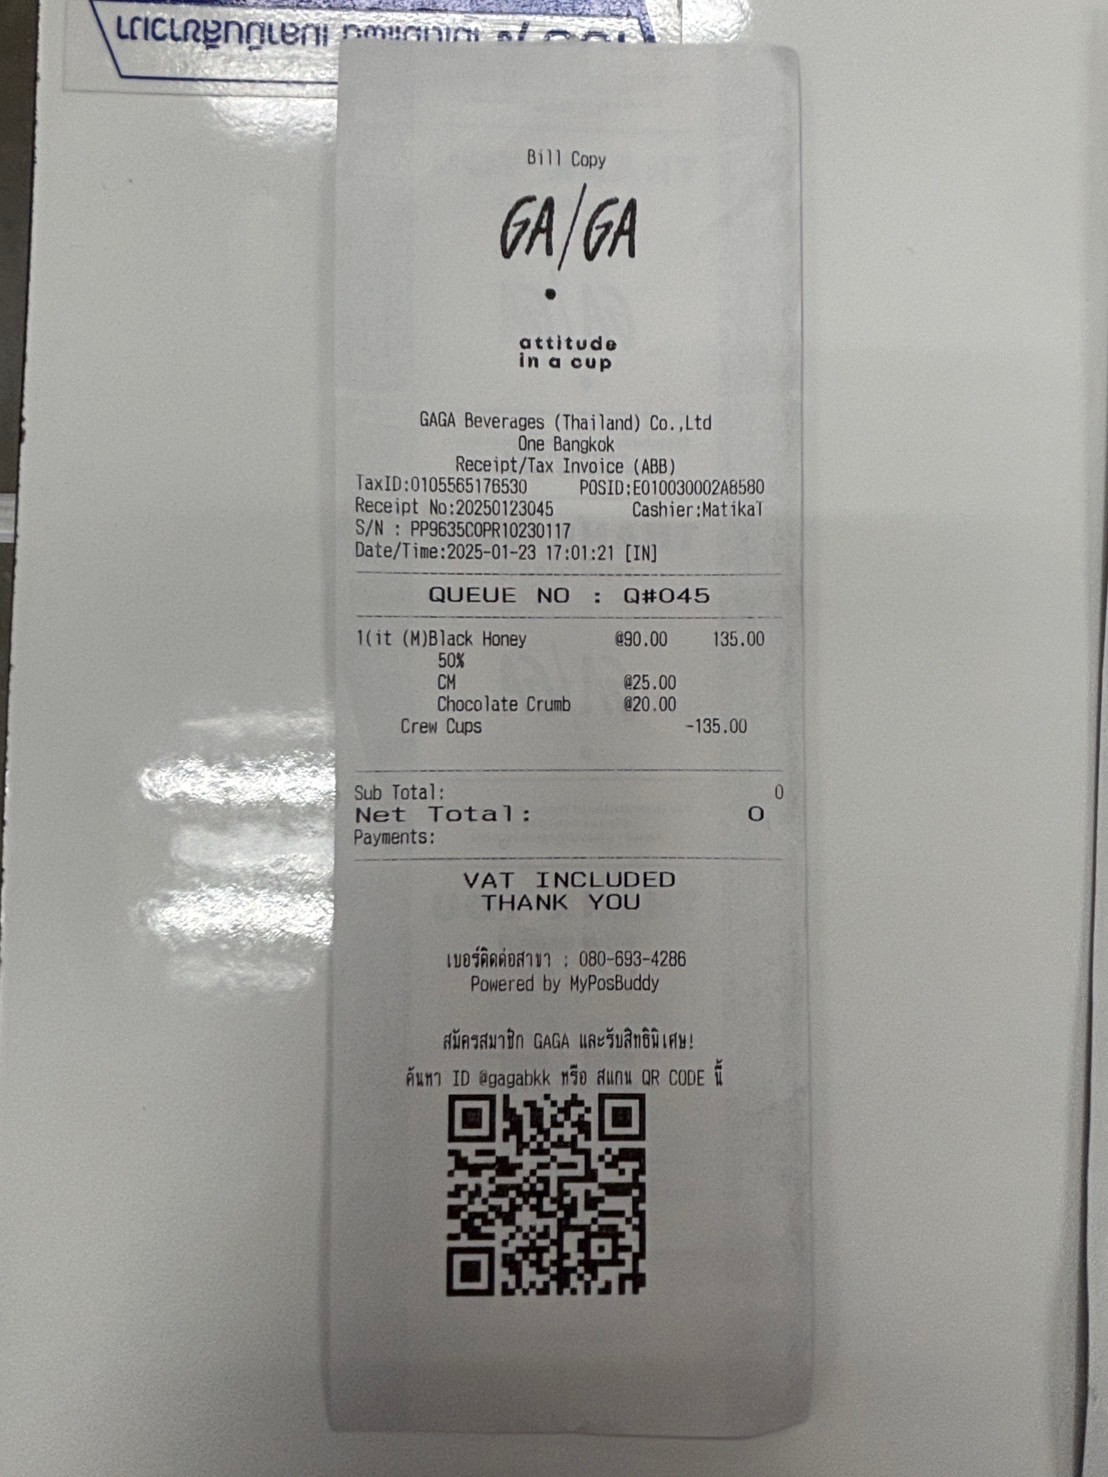 Bill Copy
GA/GA
attitude
in a cup
GAGA Beverages (Thailand) Co.,Ltd
One Bangkok
Receipt/Tax Invoice (ABB)
TaxID:0105565176530 POSID:E010030002A8580
Receipt No:20250123045 Cashier:MatikaT
S/N : PP9635COPR10230117
Date/Time:2025-01-23 17:01:21 [IN]
QUEUE NO : Q#045
1(it (M)Black Honey @90.00 135.00
50%
CM @25.00
Chocolate Crumb @20.00
Crew Cups -135.00
Sub Total: 0
Net Total: 0
Payments:
VAT INCLUDED
THANK YOU
เบอร์ติดต่อสาขา : 080-693-4286
Powered by MyPosBuddy
สมัครสมาชิก GAGA และรับสิทธิพิเศษ!
ค้นหา ID @gagabkk หรือ สแกน QR CODE นี้